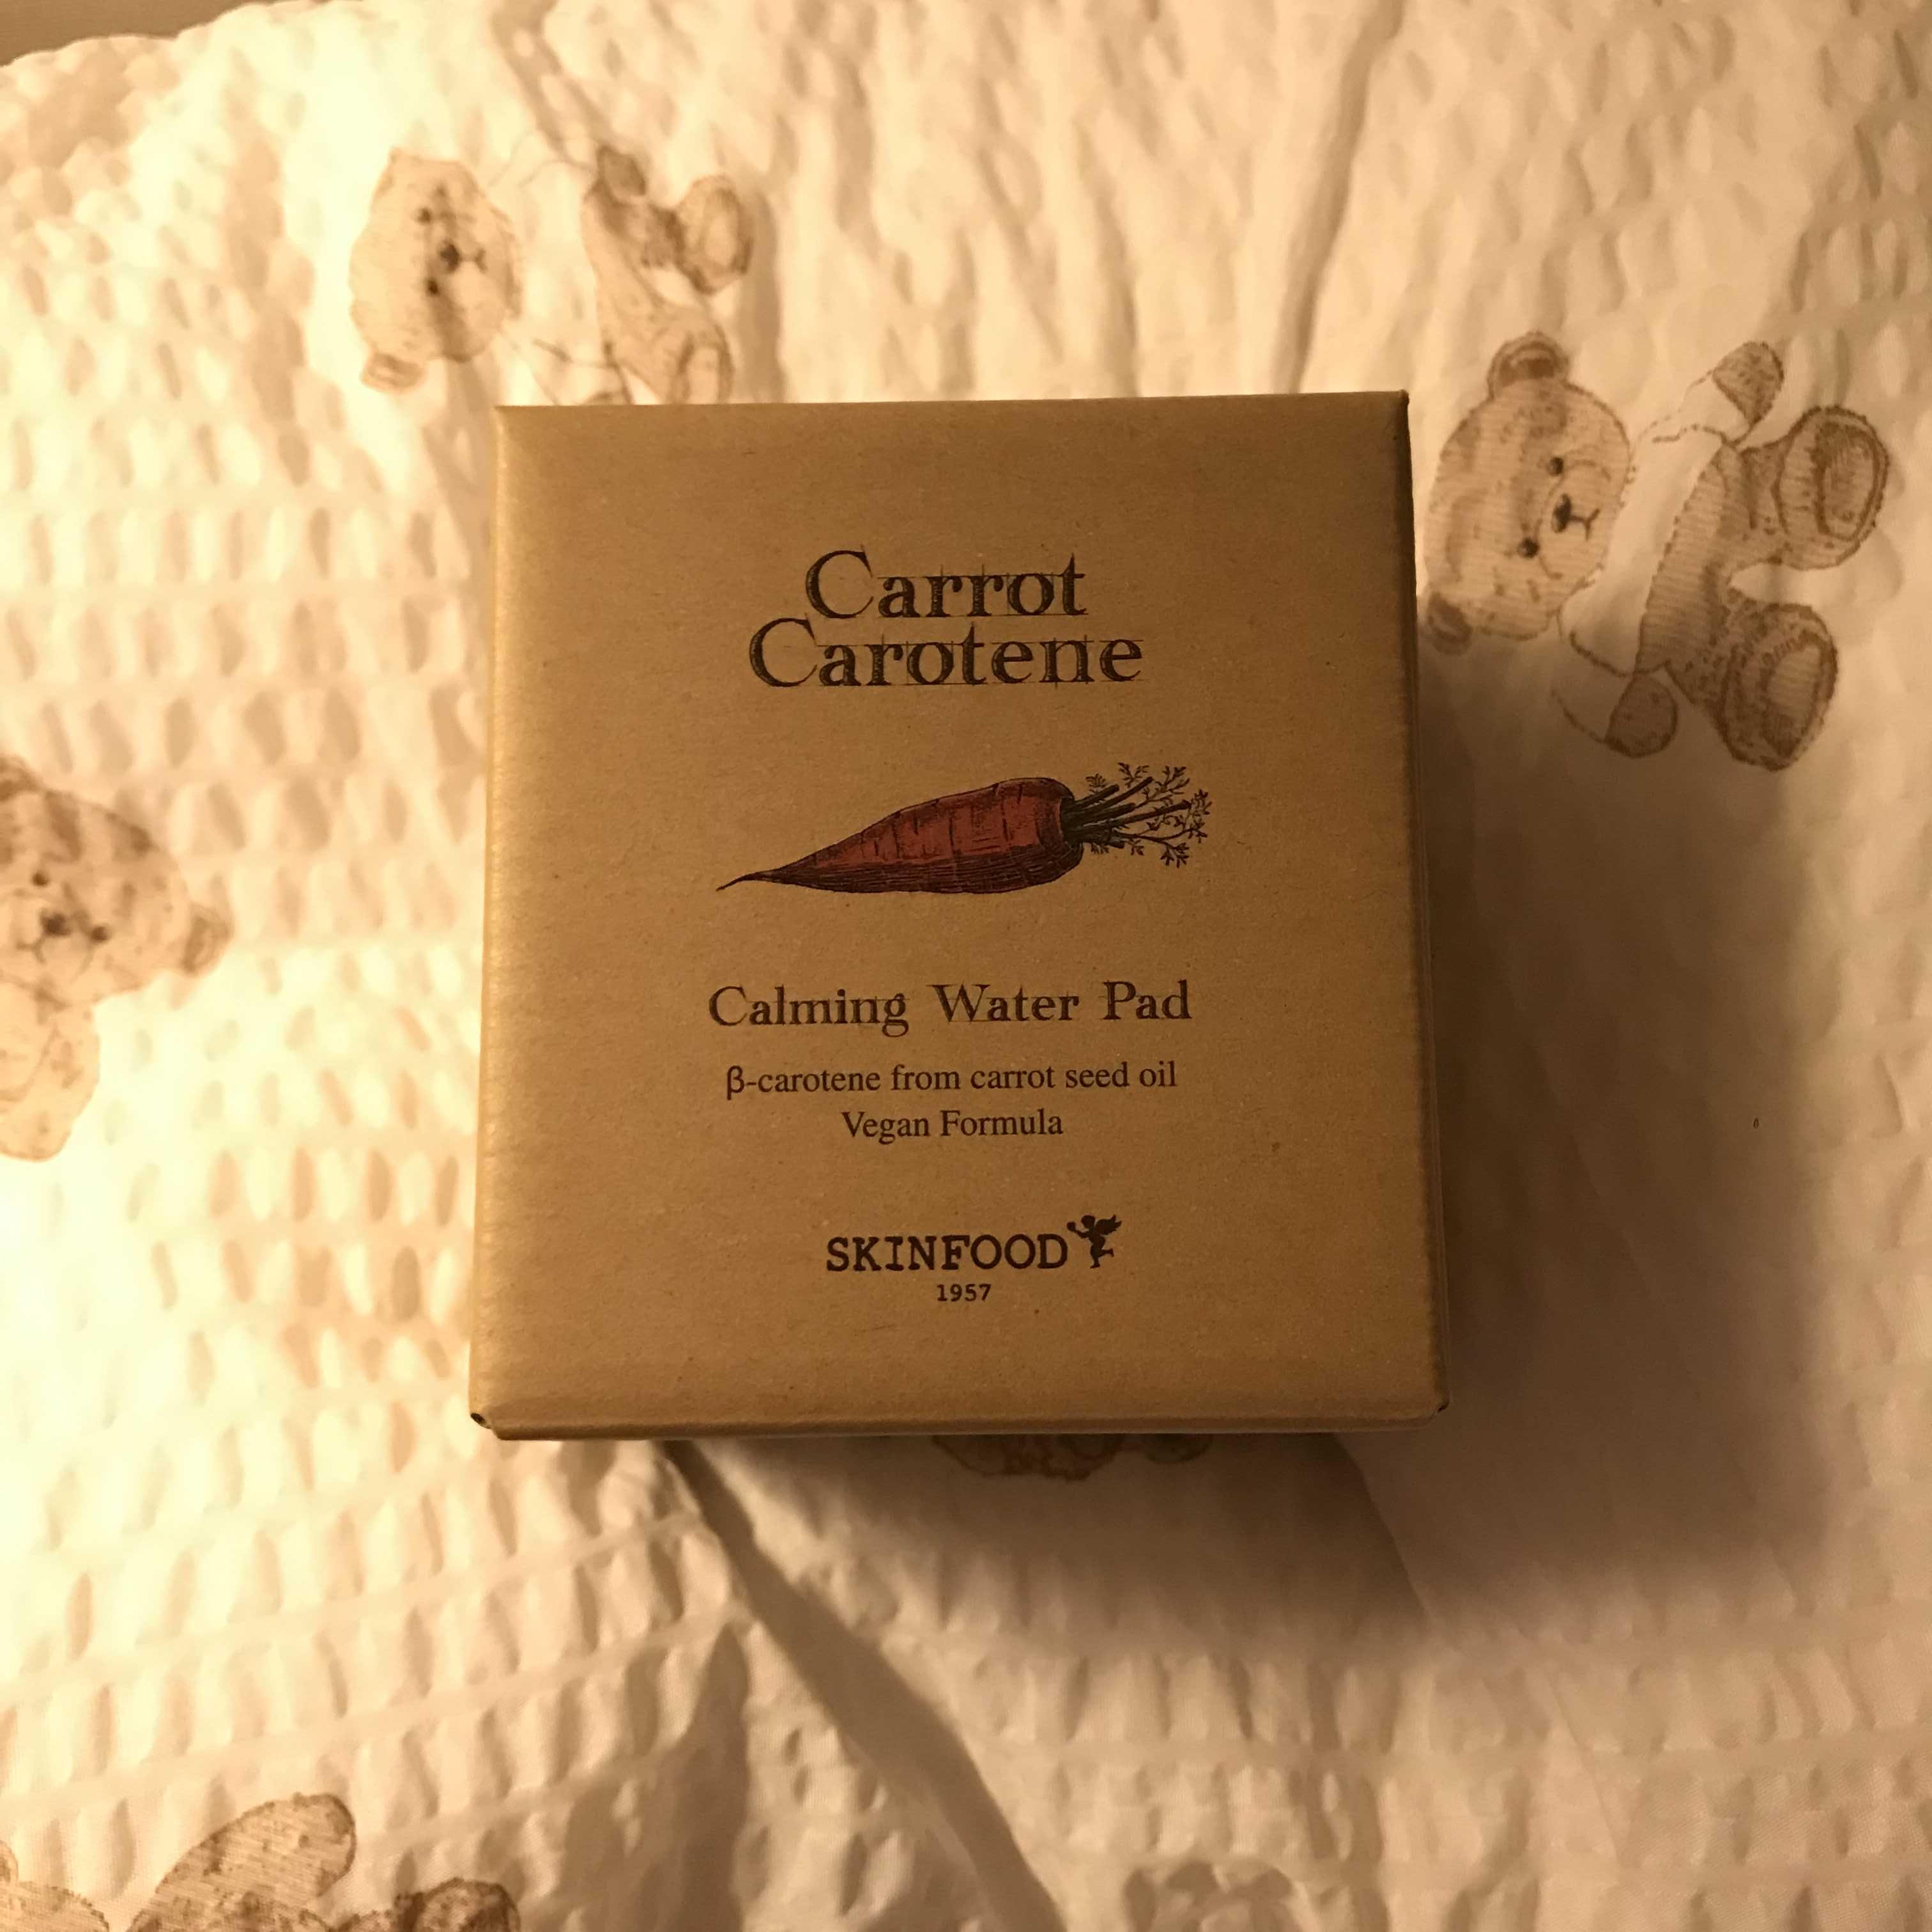 Carrot
Carotene
Calming Water Pad
β-carotene from carrot seed oil
Vegan Formula
SKINFOOD
1957